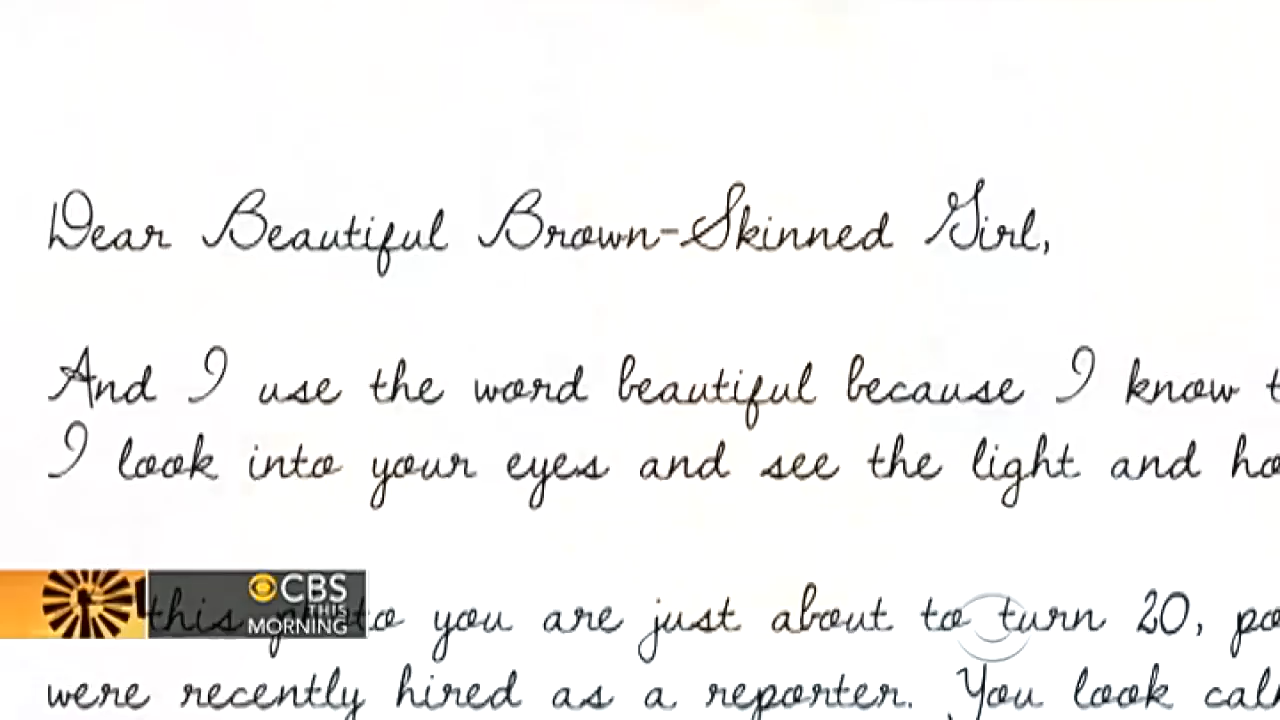 Dear Beautiful Brown-Skinned Girl,
And I use the word beautiful because I know
I look into your eyes and see the light and
this photo you are just about to turn 20,
were recently hired as a reporter. You look
CBS
THIS
MORNING